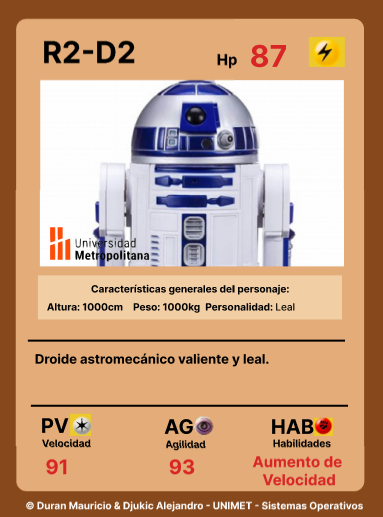 R2-D2
Hp 87
Universidad
Metropolitana
Características generales del personaje:
Altura: 1000cm Peso: 1000kg Personalidad: Leal
Droide astromecánico valiente y leal.
PV AG HAB
Velocidad Agilidad Habilidades
91 93 Aumento de
Velocidad
© Duran Mauricio & Djukic Alejandro - UNIMET - Sistemas Operativos